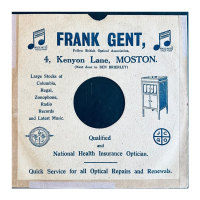 FRANK GENT,
Fellow British Optical Association,
4, Kenyon Lane, MOSTON.
(Next door to BEN BRIERLEY)
Large Stocks of
Columbia,
Regal,
Zonophone,
Radio
Records
and Latest Music.
Qualified
and
National Health Insurance Optician.
Quick Service for all Optical Repairs and Renewals.